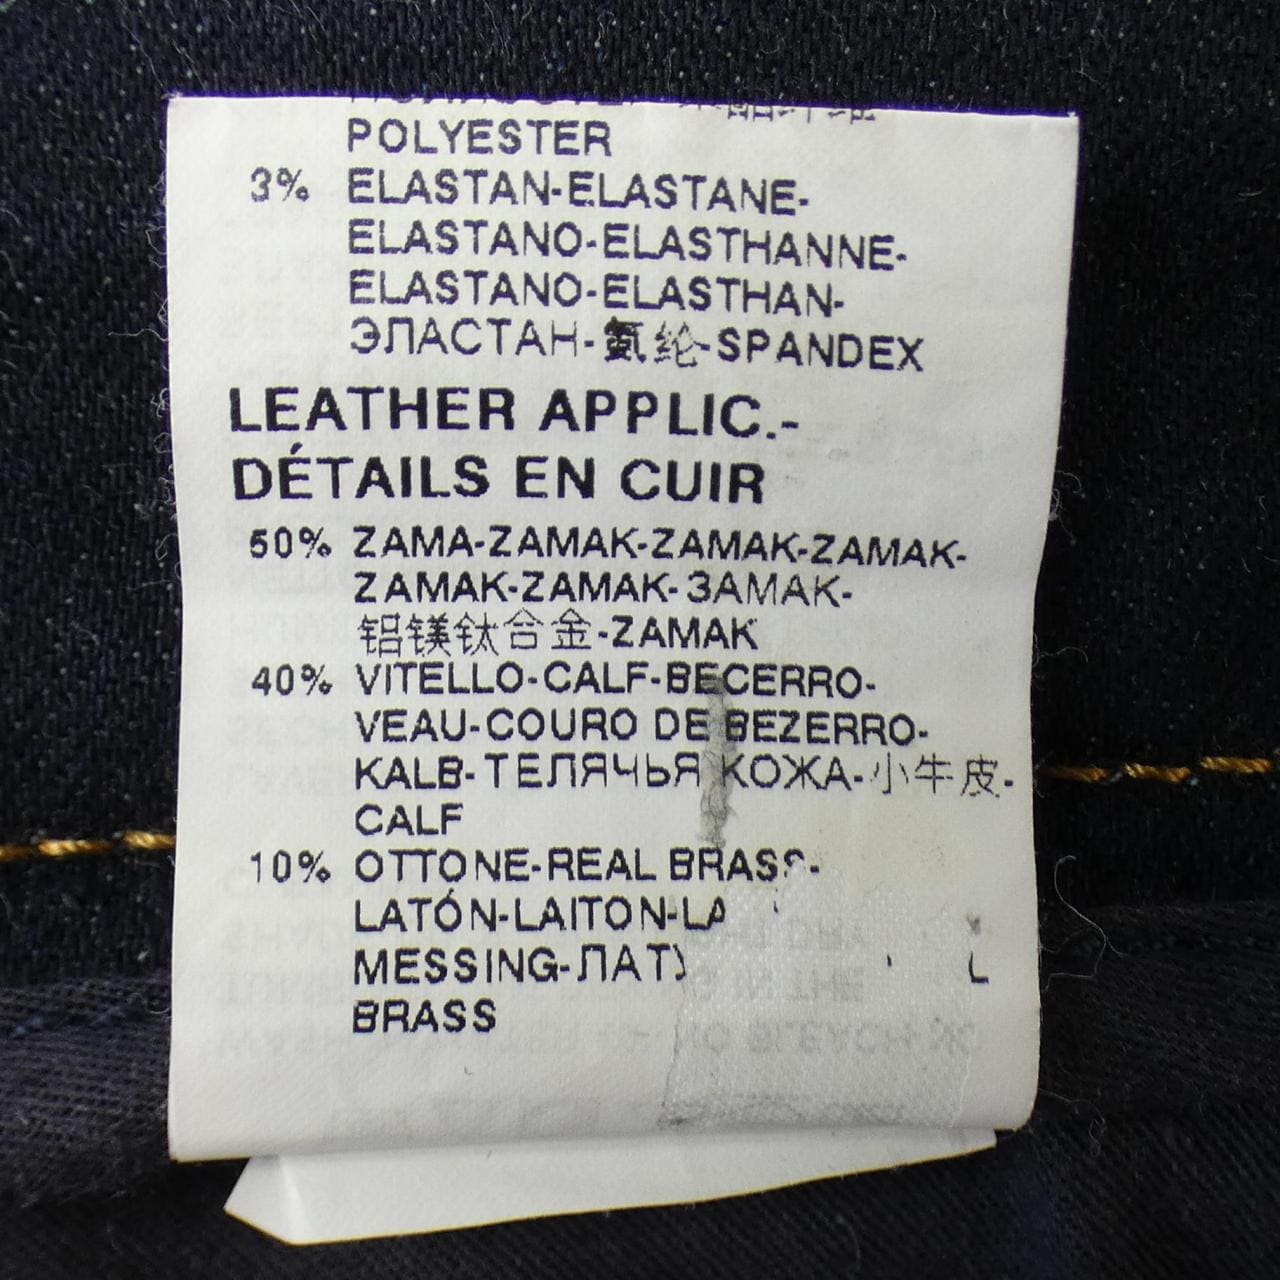 POLYESTER
3% ELASTAN-ELASTANE-
ELASTANO-ELASTHANNE-
ELASTANO-ELASTHAN-
ЭЛАСТАН-氨纶-SPANDEX
LEATHER APPLIC.-
DÉTAILS EN CUIR
50% ZAMA-ZAMAK-ZAMAK-ZAMAK-
ZAMAK-ZAMAK-ЗАМАК-
铝镁钛合金-ZAMAK
40% VITELLO-CALF-BECERRO-
VEAU-COURO DE BEZERRO-
KALB-ТЕЛЯЧЬЯ КОЖА-小牛皮-
CALF
10% OTTONE-REAL BRASS-
LATÓN-LAITON-
MESSING-
BRASS